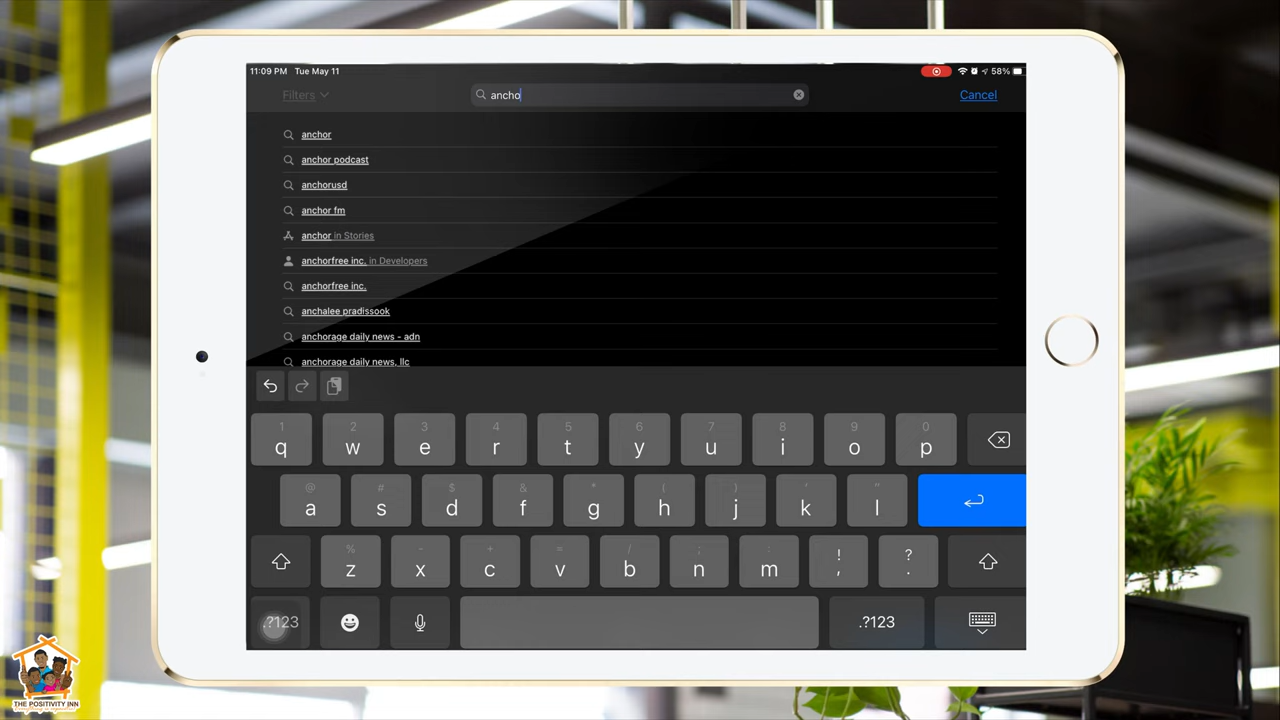 11:09 PM Tue May 11
58%
Filters
ancho
Cancel
anchor
anchor podcast
anchorusd
anchor fm
anchor in Stories
anchorfree inc. in Developers
anchorfree inc.
anchalee pradissook
anchorage daily news - adn
anchorage daily news, llc
1 2 3 4 5 6 7 8 9 0
q w e r t y u i o p
@ # $ & * ( ) ' "
a s d f g h j k l
% - + = / ; : ! ?
z x c v b n m , .
.?123 .?123
THE POSITIVITY INN